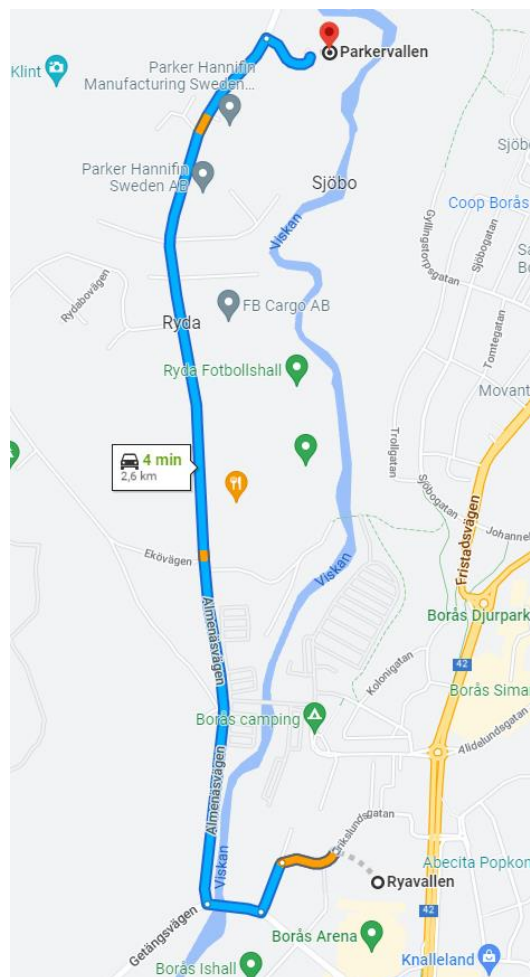 Parkervallen
Klint
Parker Hannifin
Manufacturing Sweden...
Parker Hannifin
Sweden AB
Sjöbo
Sjöbo
Coop Borås
Gyllingstorpsgatan
Sjöbogatan
Viskan
Rydabovägen
FB Cargo AB
Ryda
Tomtegatan
Ryda Fotbollshall
Movant
Trollgatan
4 min
2,6 km
Sjöbogatan
Fristadsvägen
Johannel
Ekövägen
Viskan
Almenäsvägen
Borås Djurpark
42
Kolonigatan
Borås Sima
Borås camping
Alidelundsgatan
Almenäsvägen
rikslundsgatan
Abecita Popkon
Viskan
Ryavallen
Getängsvägen
42
Borås Arena
Knalleland
Borås Ishall